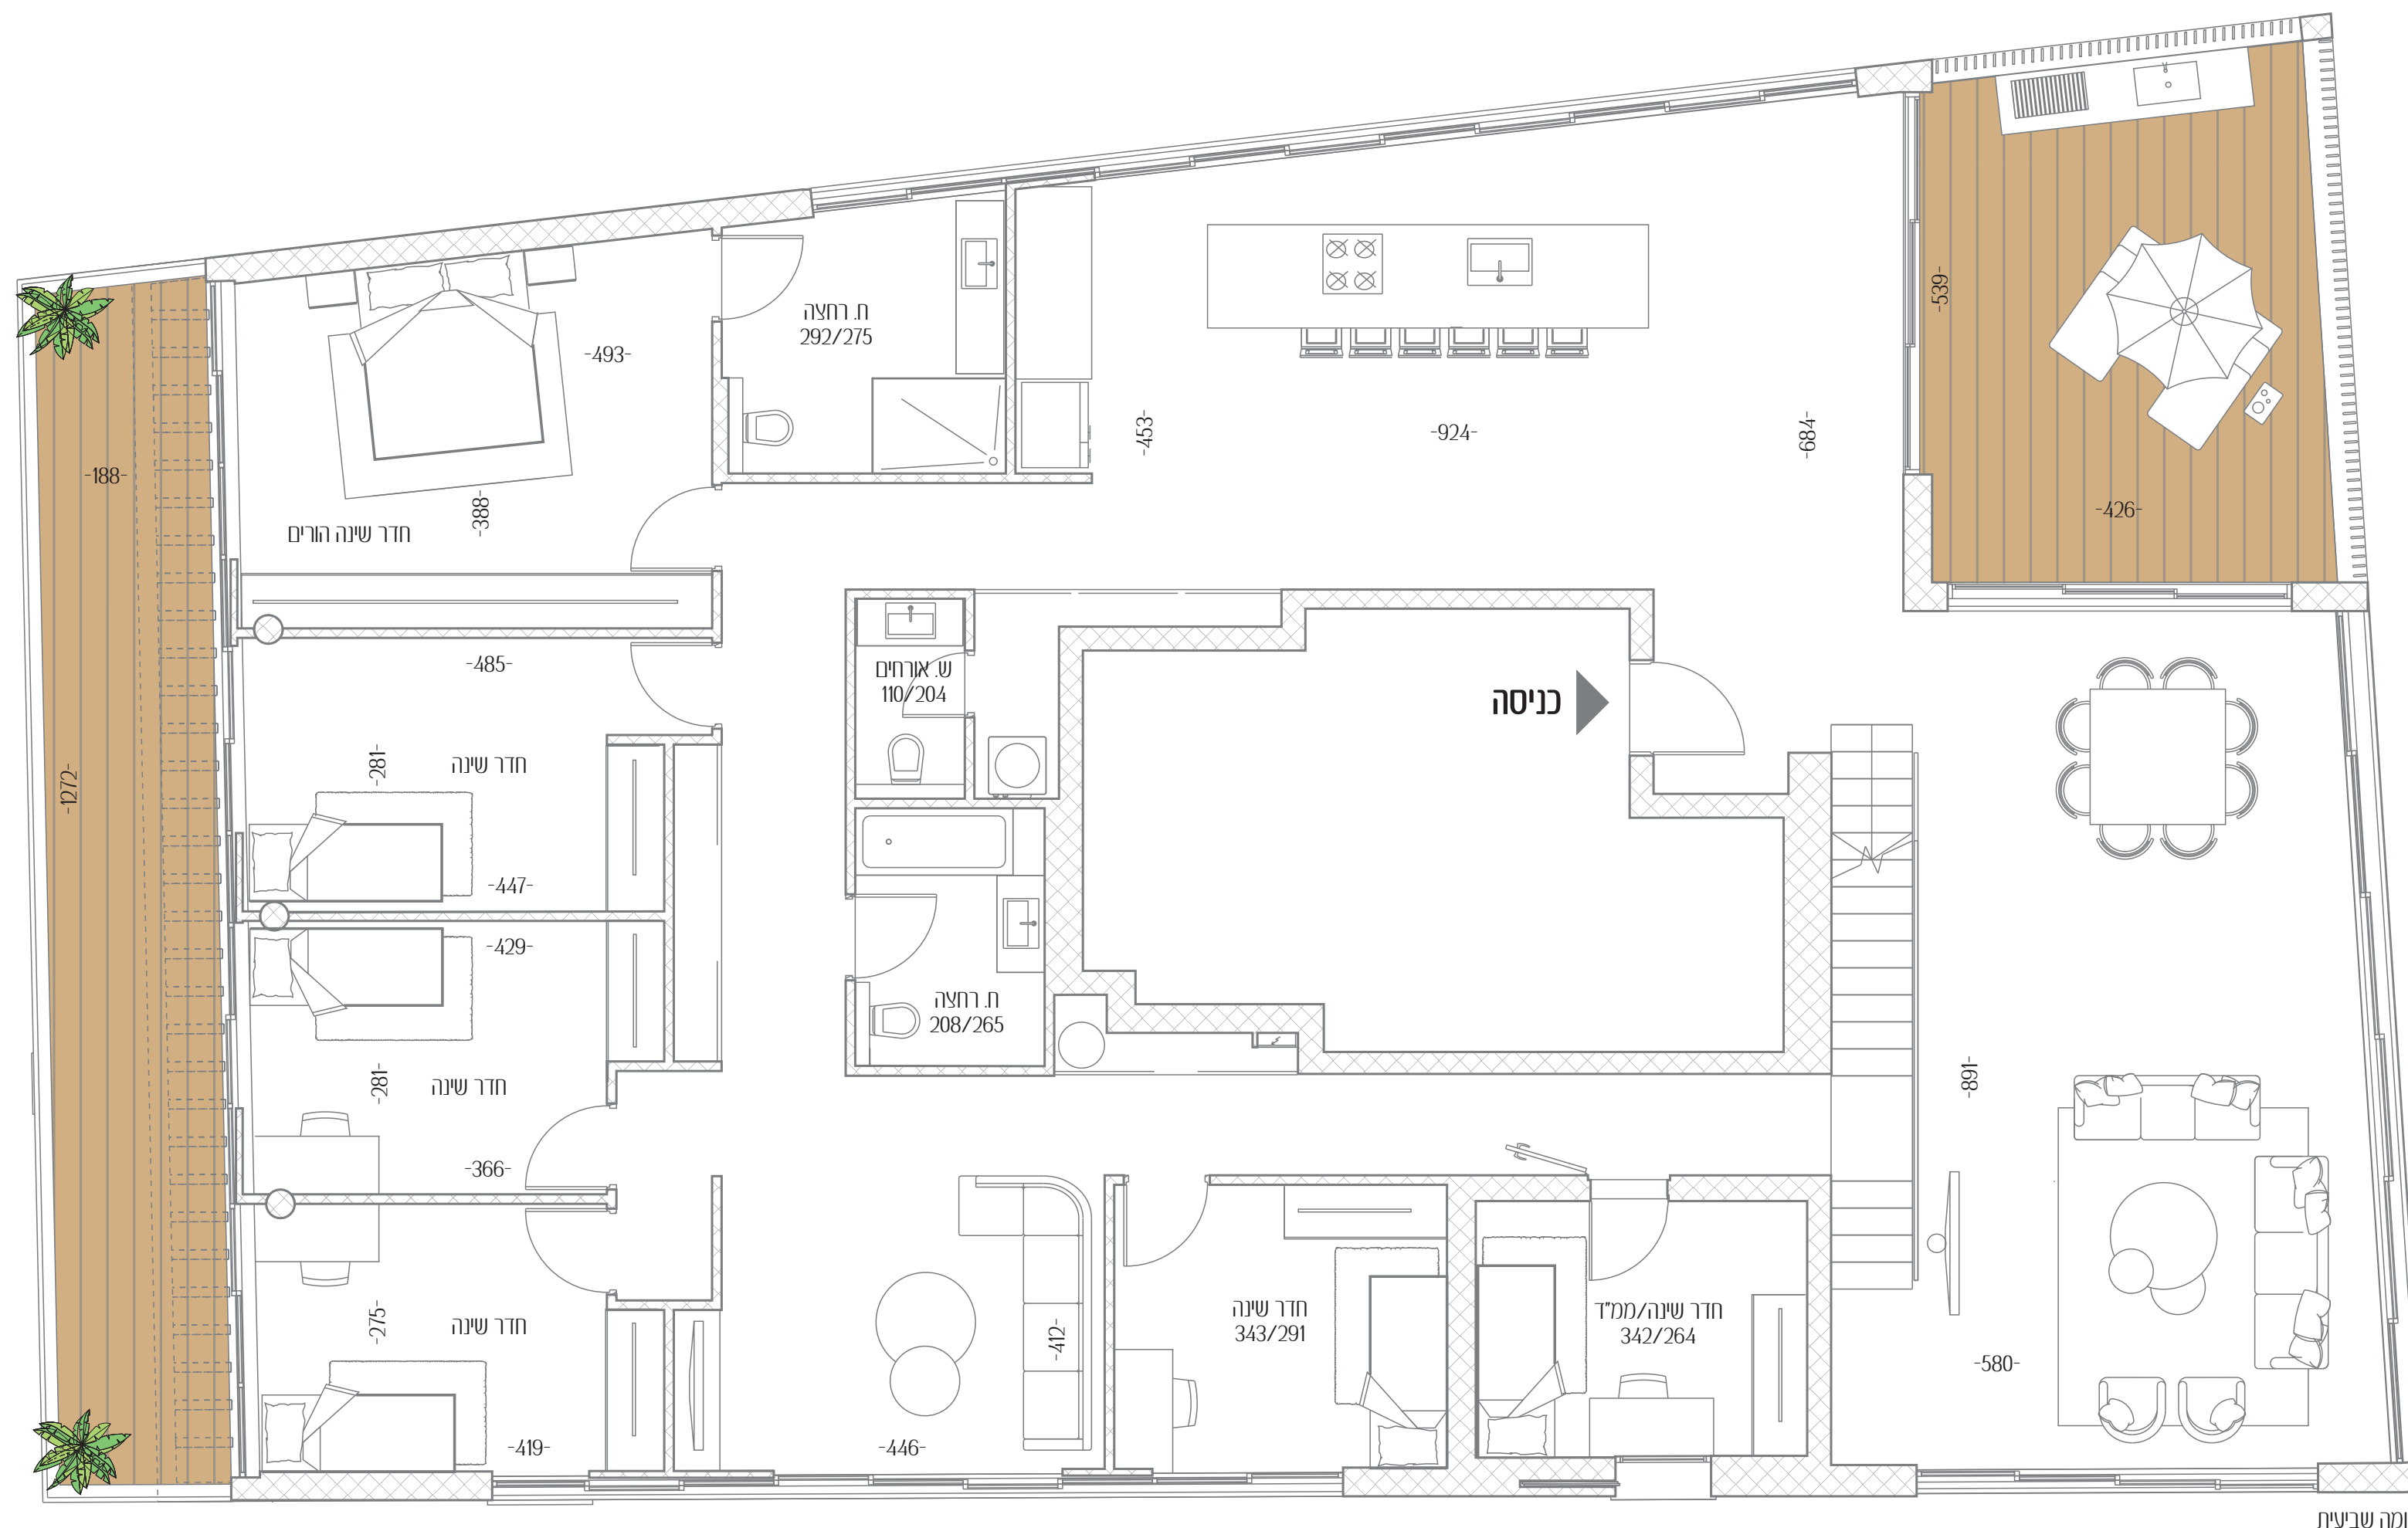 -493-
ח. רחצה
292/275
-539-
-453-
-924-
-684-
-188-
-388-
חדר שינה הורים
-426-
-485-
ש. אורחים
110/204
כניסה
-281-
חדר שינה
-1272-
-447-
-429-
ח. רחצה
208/265
-281-
חדר שינה
-891-
-366-
-275-
חדר שינה
-412-
חדר שינה
343/291
חדר שינה/ממ"ד
342/264
-580-
-419-
-446-
שביעית